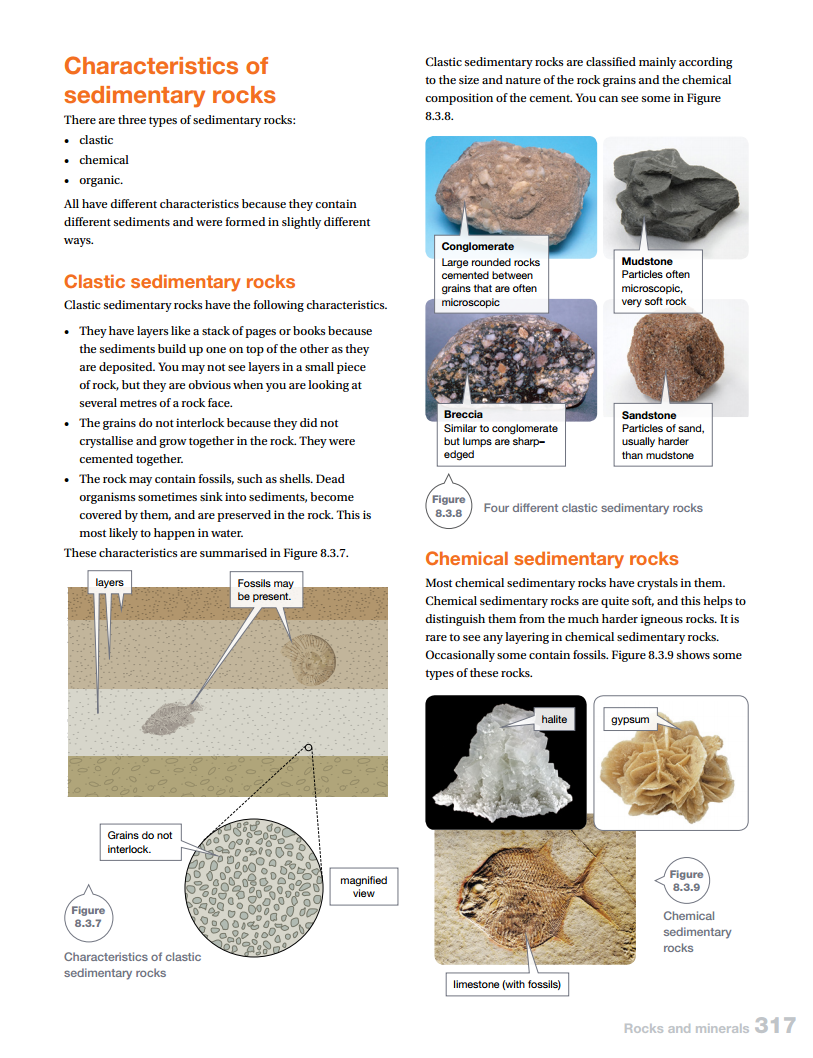 Characteristics of
sedimentary rocks
There are three types of sedimentary rocks:
• clastic
• chemical
• organic.
All have different characteristics because they contain
different sediments and were formed in slightly different
ways.
Clastic sedimentary rocks
Clastic sedimentary rocks have the following characteristics.
• They have layers like a stack of pages or books because
the sediments build up one on top of the other as they
are deposited. You may not see layers in a small piece
of rock, but they are obvious when you are looking at
several metres of a rock face.
• The grains do not interlock because they did not
crystallise and grow together in the rock. They were
cemented together.
• The rock may contain fossils, such as shells. Dead
organisms sometimes sink into sediments, become
covered by them, and are preserved in the rock. This is
most likely to happen in water.
These characteristics are summarised in Figure 8.3.7.
layers
Fossils may
be present.
Grains do not
interlock.
magnified
view
Figure
8.3.7
Characteristics of clastic
sedimentary rocks
Clastic sedimentary rocks are classified mainly according
to the size and nature of the rock grains and the chemical
composition of the cement. You can see some in Figure
8.3.8.
Conglomerate
Large rounded rocks
cemented between
grains that are often
microscopic
Mudstone
Particles often
microscopic,
very soft rock
Breccia
Similar to conglomerate
but lumps are sharp–
edged
Sandstone
Particles of sand,
usually harder
than mudstone
Figure
8.3.8
Four different clastic sedimentary rocks
Chemical sedimentary rocks
Most chemical sedimentary rocks have crystals in them.
Chemical sedimentary rocks are quite soft, and this helps to
distinguish them from the much harder igneous rocks. It is
rare to see any layering in chemical sedimentary rocks.
Occasionally some contain fossils. Figure 8.3.9 shows some
types of these rocks.
halite
gypsum
limestone (with fossils)
Figure
8.3.9
Chemical
sedimentary
rocks
Rocks and minerals 317